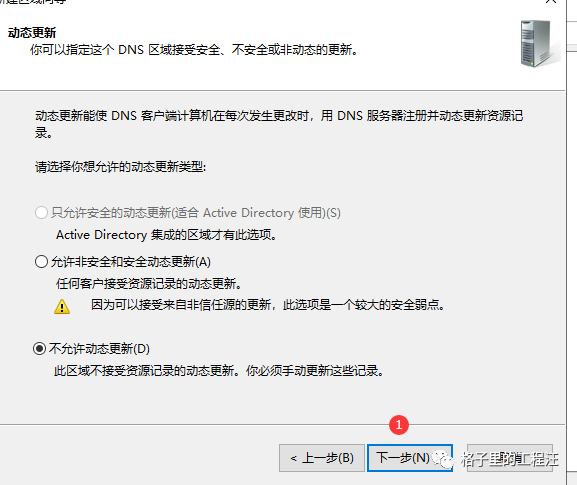 新建区域向导
动态更新
你可以指定这个 DNS 区域接受安全、不安全或非动态的更新。
动态更新能使 DNS 客户端计算机在每次发生更改时，用 DNS 服务器注册并动态更新资源记
录。
请选择你想允许的动态更新类型:
只允许安全的动态更新(适合 Active Directory 使用)(S)
Active Directory 集成的区域才有此选项。
允许非安全和安全动态更新(A)
任何客户接受资源记录的动态更新。
因为可以接受来自非信任源的更新，此选项是一个较大的安全弱点。
不允许动态更新(D)
此区域不接受资源记录的动态更新。你必须手动更新这些记录。
1
< 上一步(B) 下一步(N) 取消
格子里的工程汪